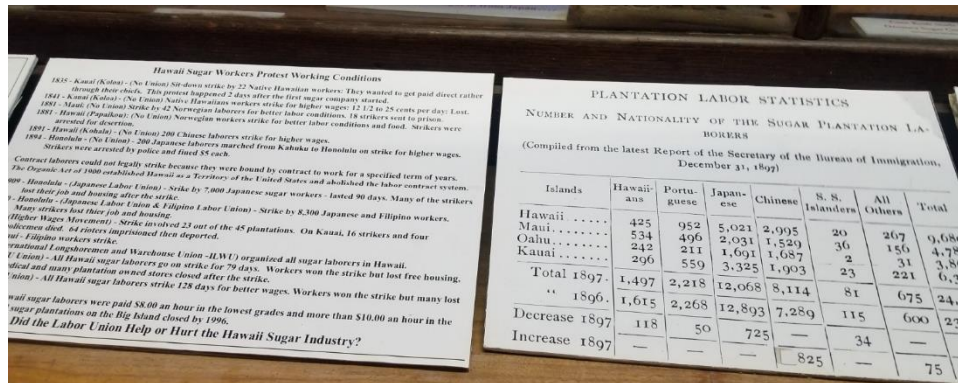 Hawaii Sugar Workers Protest Working Conditions
1835 - Kauai (Koloa) - (No Union) Sit-down strike by 22 Native Hawaiian workers: They wanted to get paid direct rather
through their chiefs. This protest happened 2 days after the first sugar company started.
1841 - Kauai (Koloa) - (No Union) Native Hawaiians workers strike for higher wages: 12 1/2 to 25 cents per day: Lost.
1881 - Maui: (No Union) Strike by 42 Norwegian laborers for better labor conditions. 18 strikers sent to prison.
1881 - Hawaii (Papaikou): (No Union) Norwegian workers strike for better labor conditions and food. Strikers were
arrested for desertion.
1891 - Hawaii (Kohala) - (No Union) 200 Chinese laborers strike for higher wages.
1894 - Honolulu - (No Union) - 200 Japanese laborers marched from Kahuku to Honolulu on strike for higher wages.
Strikers were arrested by police and fined $5 each.
Contract laborers could not legally strike because they were bound by contract to work for a specified term of years.
The Organic Act of 1900 established Hawaii as a Territory of the United States and abolished the labor contract system.
909 - Honolulu - (Japanese Labor Union) - Srike by 7,000 Japanese sugar workers - lasted 90 days. Many of the strikers
lost their job and housing after the strike.
- Honolulu - (Japanese Labor Union & Filipino Labor Union) - Strike by 8,300 Japanese and Filipino workers.
Many strikers lost thier job and housing.
(Higher Wages Movement) - Strike involved 23 out of the 45 plantations. On Kauai, 16 strikers and four
policemen died. 64 rioters imprisioned then deported.
- Filipino workers strike.
ernational Longshoremen and Warehouse Union -ILWU) organized all sugar laborers in Hawaii.
U Union) - All Hawaii sugar laborers go on strike for 79 days. Workers won the strike but lost free housing.
and many plantation owned stores closed after the strike.
Union) - All Hawaii sugar laborers strike 128 days for better wages. Workers won the strike but many lost
waii sugar laborers were paid $8.00 an hour in the lowest grades and more than $10.00 an hour in the
sugar plantations on the Big Island closed by 1996.
Did the Labor Union Help or Hurt the Hawaii Sugar Industry?
PLANTATION LABOR STATISTICS
NUMBER AND NATIONALITY OF THE SUGAR PLANTATION LA-
BORERS
(Compiled from the latest Report of the Secretary of the Bureau of Immigration,
December 31, 1897)
Islands Hawaii- Portu- Japan- Chinese S. S. All Total
ans guese ese Islanders Others
Hawaii ...... 425 952 5,021 2,995 20 267 9,68
Maui ...... 534 496 2,031 1,529 36 156 4,78
Oahu ...... 242 211 1,691 1,687 2 31 3,8
Kauai ...... 296 559 3,325 1,903 23 221 6,3
Total 1897. 1,497 2,218 12,068 8,114 81 675 24,
" 1896. 1,615 2,268 12,893 7,289 115 600 2
Decrease 1897 118 50 725 — 34 —
Increase 1897 — — — 825 — 75